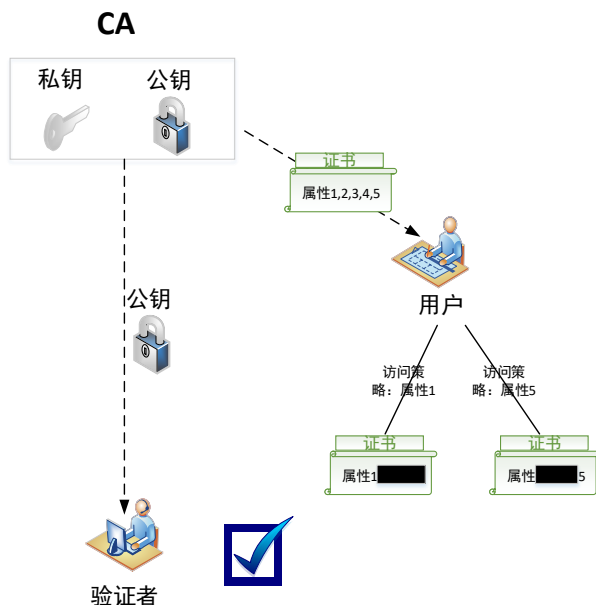 CA
私钥
公钥
证书
属性1,2,3,4,5
用户
公钥
访问策
略：属性1
访问策
略：属性5
证书
属性1
证书
属性
5
验证者